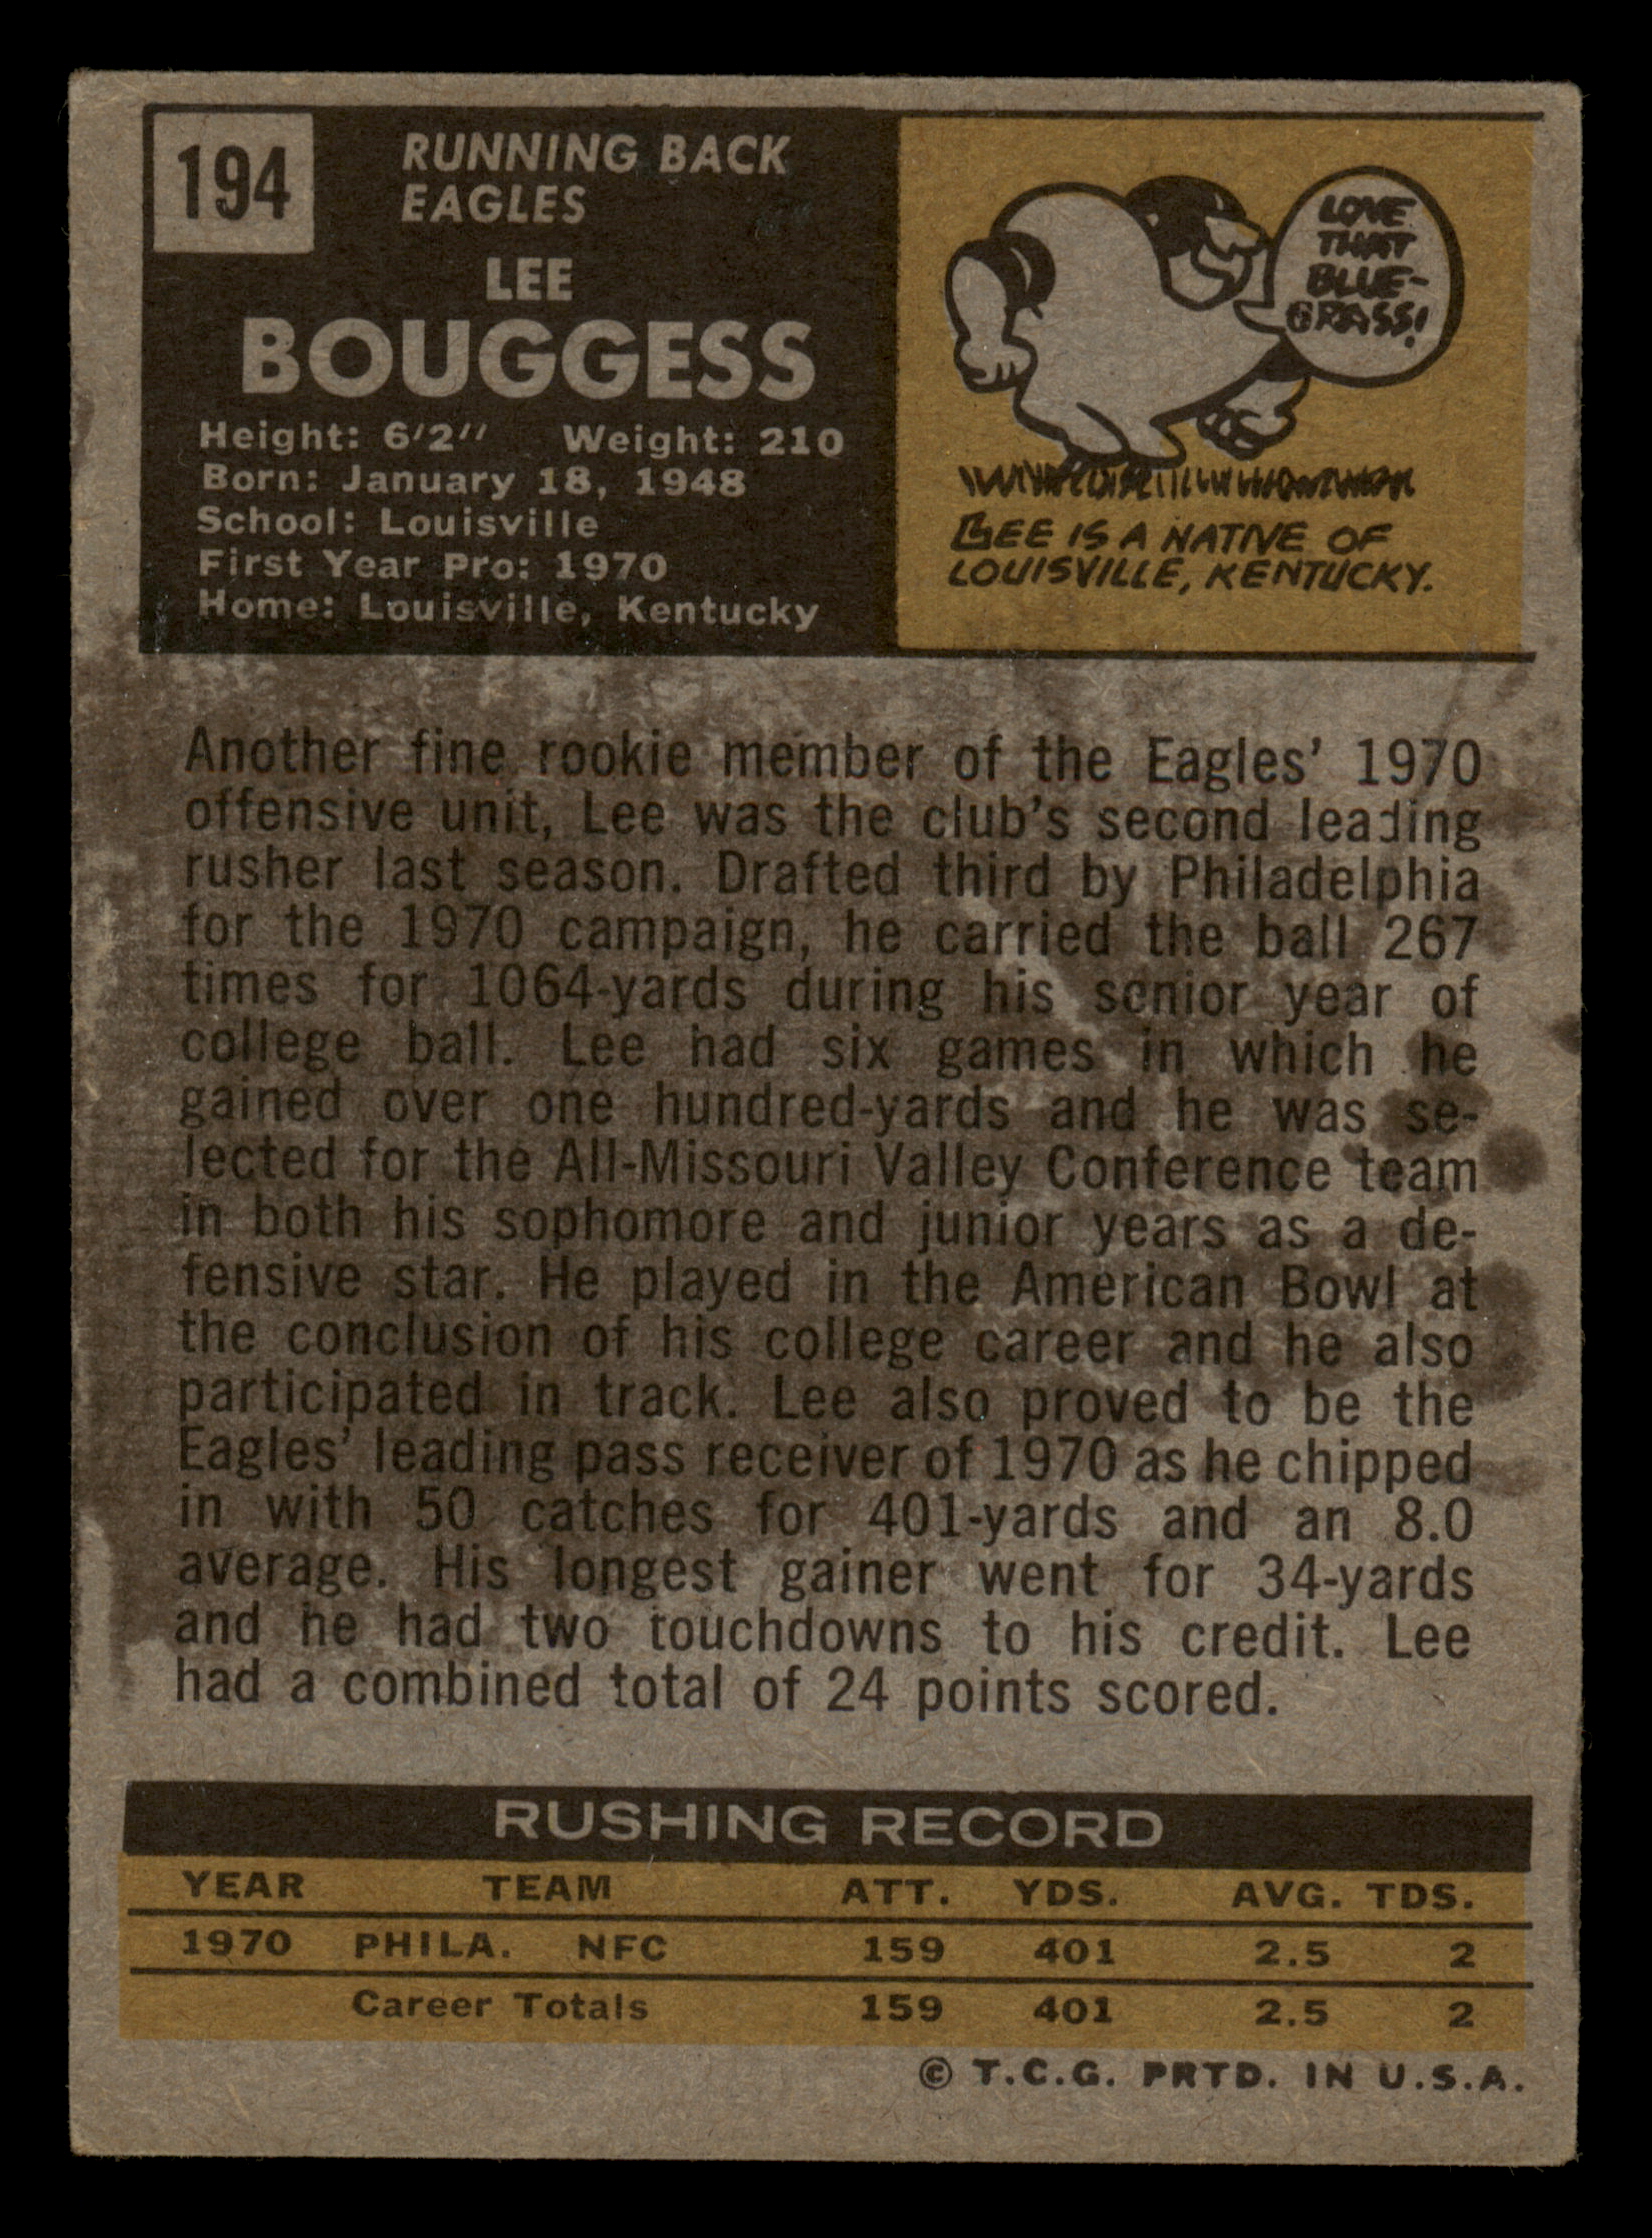 194
RUNNING BACK
EAGLES
LEE
BOUGGESS
Height: 6'2" Weight: 210
Born: January 18, 1948
School: Louisville
First Year Pro: 1970
Home: Louisville, Kentucky
LOVE
THAT
BLUE-
GRASS!
LEE IS A NATIVE OF
LOUISVILLE, KENTUCKY.
Another fine rookie member of the Eagles' 1970
offensive unit, Lee was the club's second leading
rusher last season. Drafted third by Philadelphia
for the 1970 campaign, he carried the ball 267
times for 1064-yards during his senior year of
college ball. Lee had six games in which he
gained over one hundred-yards and he was se-
lected for the All-Missouri Valley Conference team
in both his sophomore and junior years as a de-
fensive star. He played in the American Bowl at
the conclusion of his college career and he also
participated in track. Lee also proved to be the
Eagles' leading pass receiver of 1970 as he chipped
in with 50 catches for 401-yards and an 8.0
average. His longest gainer went for 34-yards
and he had two touchdowns to his credit. Lee
had a combined total of 24 points scored.
RUSHING RECORD
YEAR TEAM ATT. YDS. AVG. TDS.
1970 PHILA. NFC 159 401 2.5 2
Career Totals 159 401 2.5 2
© T.C.G. PRTD. IN U.S.A.